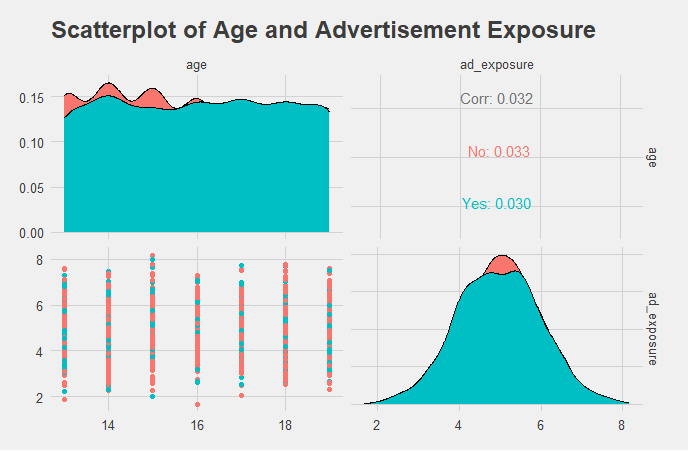 Scatterplot of Age and Advertisement Exposure
age
ad_exposure
0.15
0.10
0.05
0.00
Corr: 0.032
No: 0.033
Yes: 0.030
age
8
6
4
2
ad_exposure
14
16
18
2
4
6
8